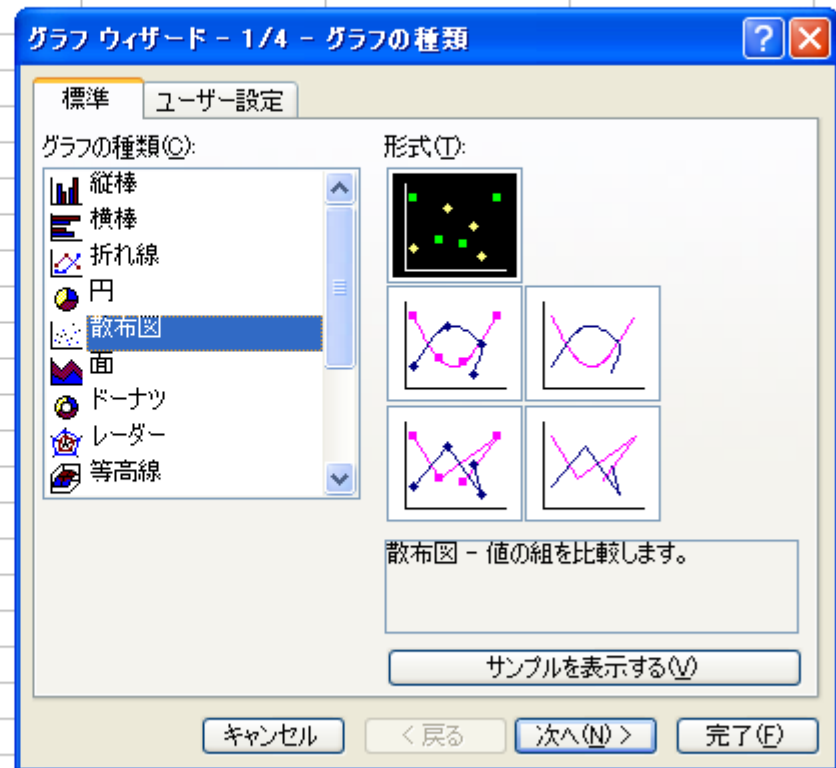 グラフ ウィザード - 1/4 - グラフの種類
標準
ユーザー設定
グラフの種類(C):
形式(T):
縦棒
横棒
折れ線
円
散布図
面
ドーナツ
レーダー
等高線
散布図 - 値の組を比較します。
サンプルを表示する(V)
キャンセル
< 戻る
次へ(N) >
完了(F)